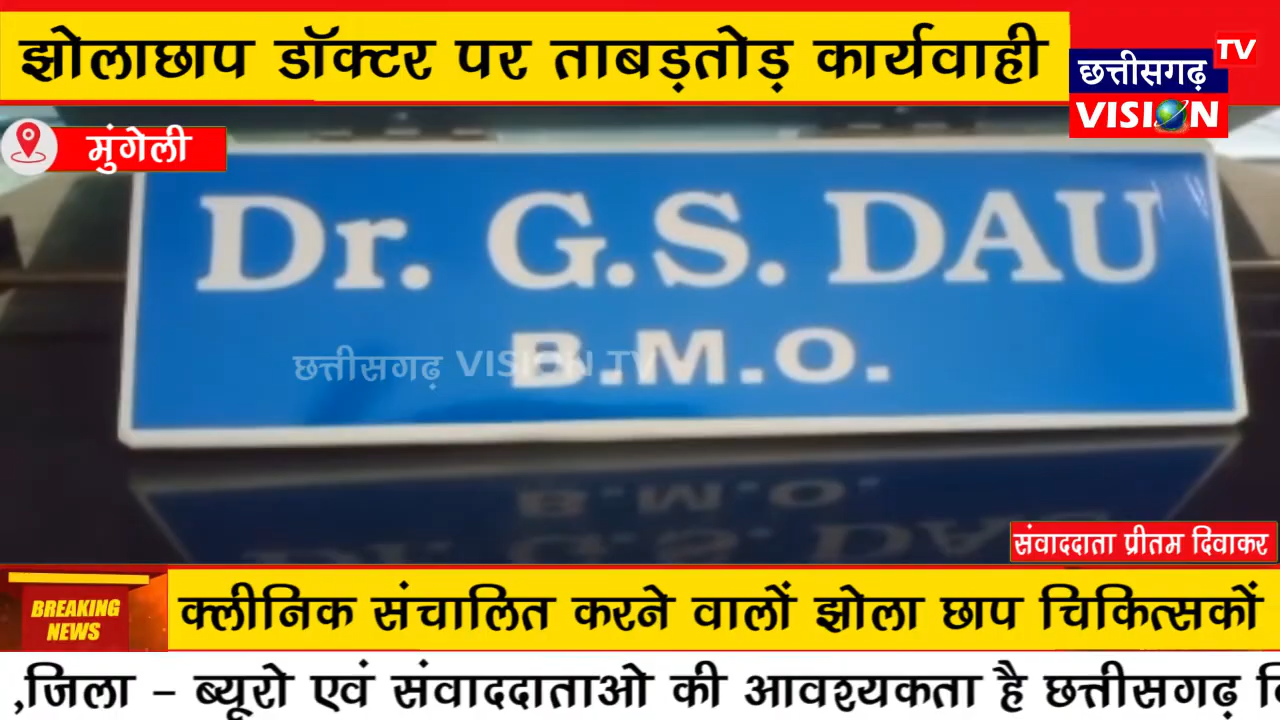 झोलाछाप डॉक्टर पर ताबड़तोड़ कार्यवाही
छत्तीसगढ़ TV
VISION
मुंगेली
Dr. G.S. DAU
B.M.O.
छत्तीसगढ़ VISION TV
संवाददाता प्रीतम दिवाकर
BREAKING
NEWS
क्लीनिक संचालित करने वालों झोला छाप चिकित्सकों
,जिला – ब्यूरो एवं संवाददाताओ की आवश्यकता है छत्तीसगढ़